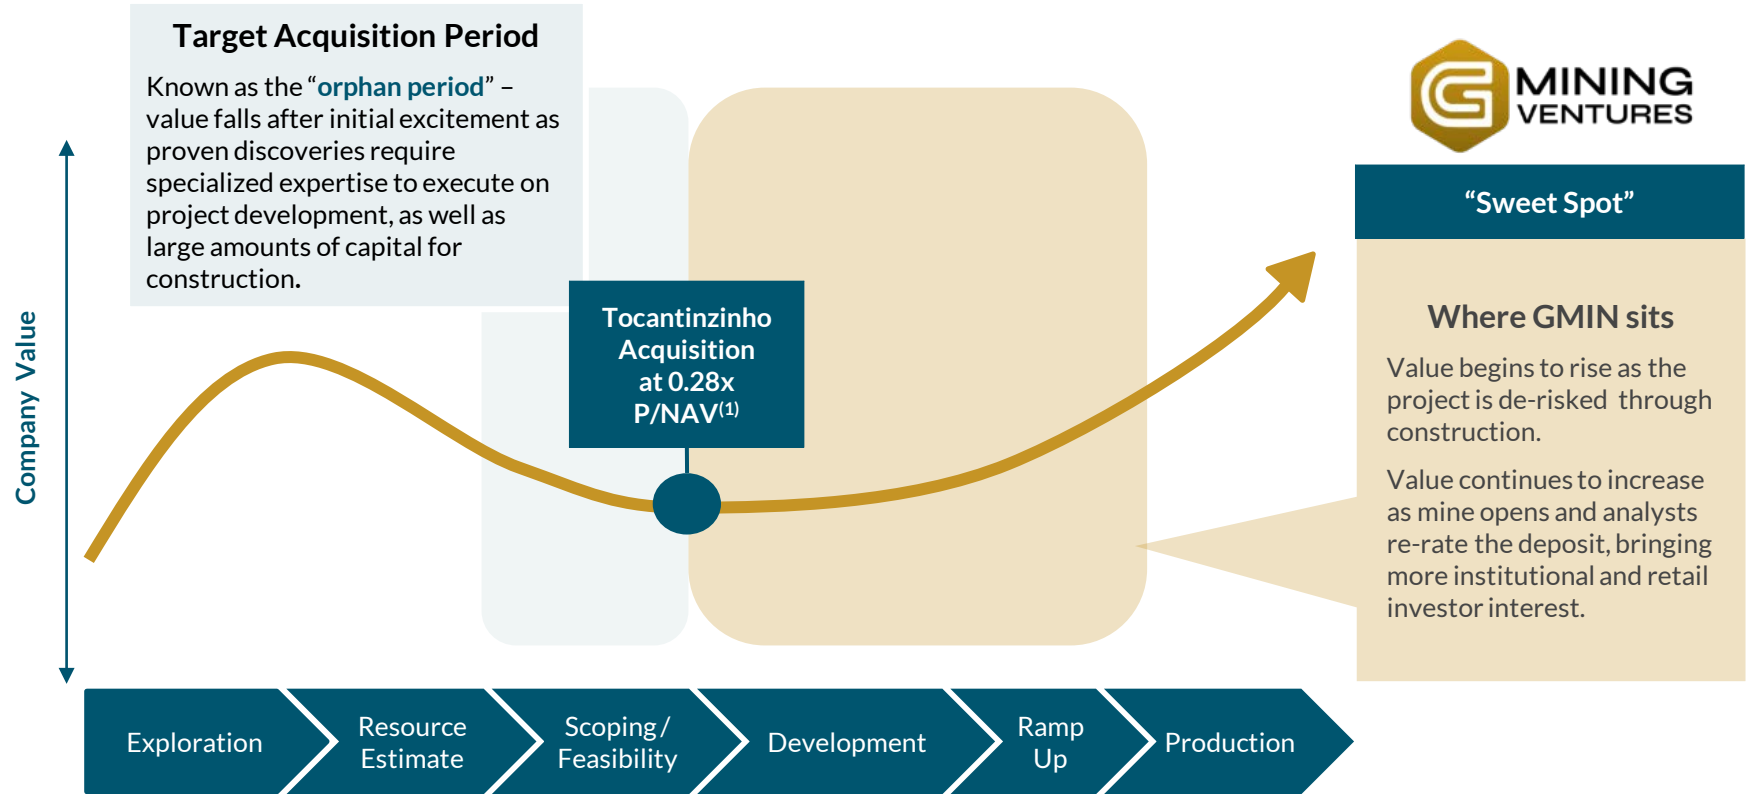 Target Acquisition Period
Known as the “orphan period” –
value falls after initial excitement as
proven discoveries require
specialized expertise to execute on
project development, as well as
large amounts of capital for
construction.
G MINING
VENTURES
“Sweet Spot”
Where GMIN sits
Value begins to rise as the
project is de-risked through
construction.
Value continues to increase
as mine opens and analysts
re-rate the deposit, bringing
more institutional and retail
investor interest.
Company Value
Tocantinzinho
Acquisition
at 0.28x
P/NAV(1)
Exploration
Resource
Estimate
Scoping /
Feasibility
Development
Ramp
Up
Production